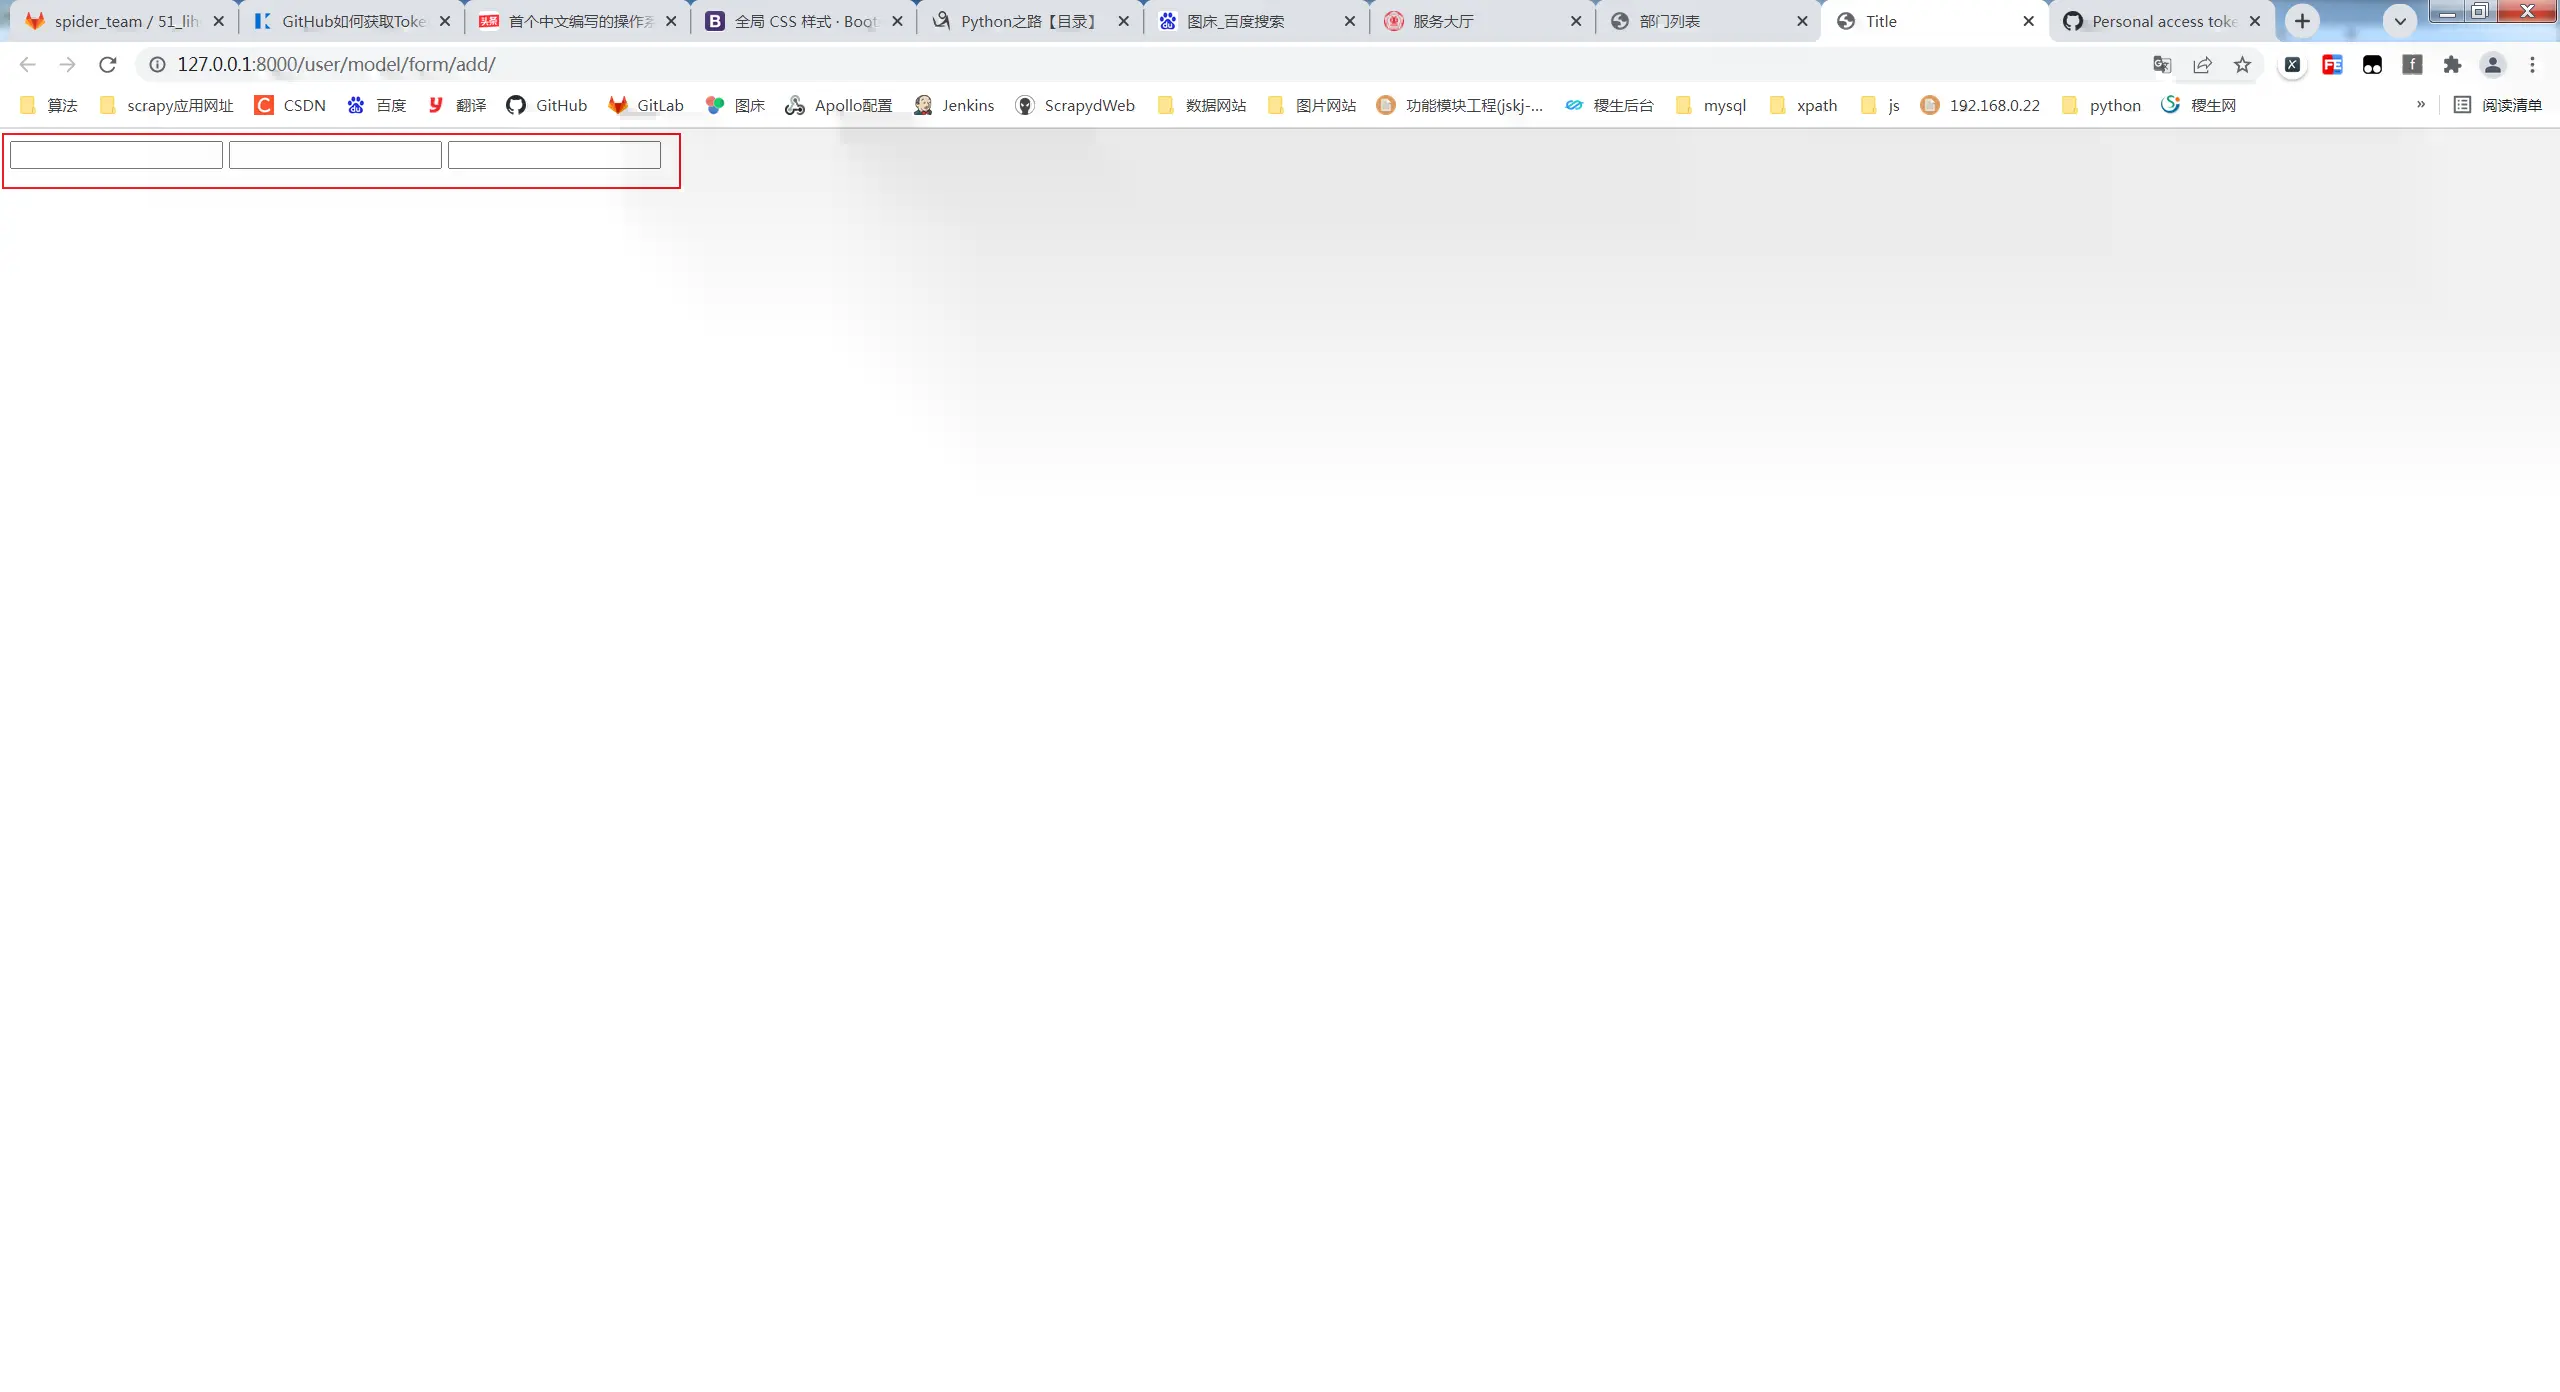 spider_team / 51_lih GitHub如何获取Toke 首个中文编写的操作系 全局 CSS 样式 · Boot Python之路【目录】 图床_百度搜索 服务大厅 部门列表 Title Personal access toke
127.0.0.1:8000/user/model/form/add/
算法 scrapy应用网址 CSDN 百度 翻译 GitHub GitLab 图床 Apollo配置 Jenkins ScrapydWeb 数据网站 图片网站 功能模块工程(jskj-... 稷生后台 mysql xpath js 192.168.0.22 python 稷生网 » 阅读清单